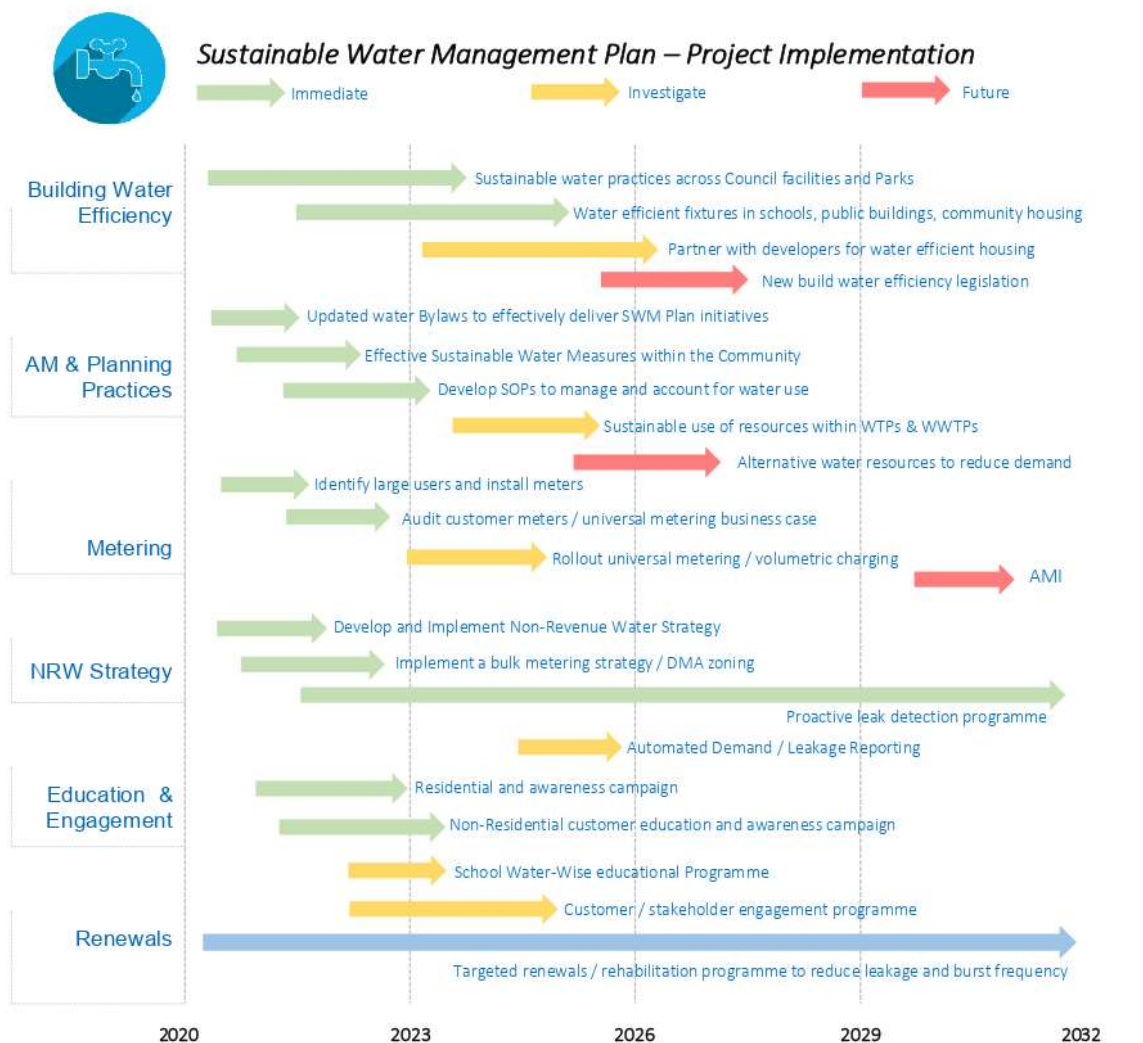 Sustainable Water Management Plan – Project Implementation
Immediate
Investigate
Future
Building Water
Efficiency
Sustainable water practices across Council facilities and Parks
Water efficient fixtures in schools, public buildings, community housing
Partner with developers for water efficient housing
New build water efficiency legislation
AM & Planning
Practices
Updated water Bylaws to effectively deliver SWM Plan initiatives
Effective Sustainable Water Measures within the Community
Develop SOPs to manage and account for water use
Sustainable use of resources within WTPs & WWTPs
Alternative water resources to reduce demand
Metering
Identify large users and install meters
Audit customer meters / universal metering business case
Rollout universal metering / volumetric charging
AMI
NRW Strategy
Develop and Implement Non-Revenue Water Strategy
Implement a bulk metering strategy / DMA zoning
Proactive leak detection programme
Automated Demand / Leakage Reporting
Education &
Engagement
Residential and awareness campaign
Non-Residential customer education and awareness campaign
School Water-Wise educational Programme
Customer / stakeholder engagement programme
Renewals
Targeted renewals / rehabilitation programme to reduce leakage and burst frequency
2020 2023 2026 2029 2032